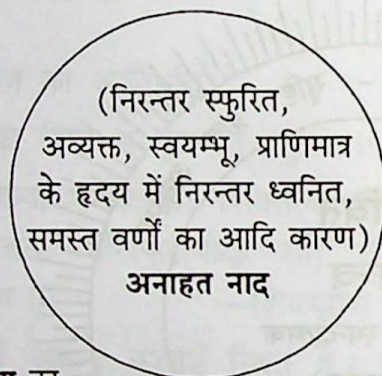 (निरन्तर स्फुरित,
अव्यक्त, स्वयम्भू, प्राणिमात्र
के हृदय में निरन्तर ध्वनित,
समस्त वर्णों का आदि कारण)
अनाहत नाद